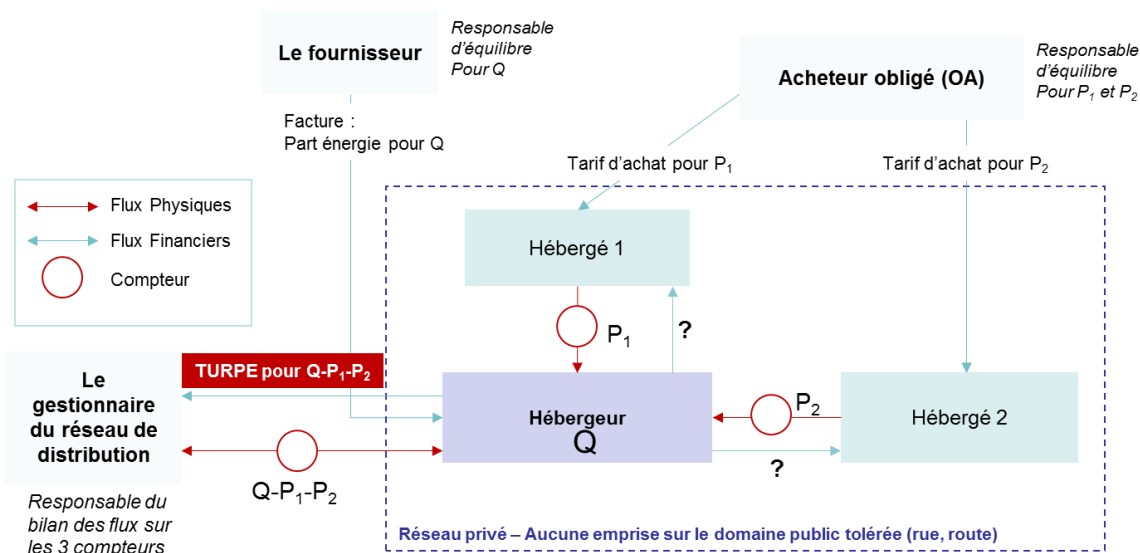 Le fournisseur
Responsable
d'équilibre
Pour Q
Acheteur obligé (OA)
Responsable
d'équilibre
Pour P₁ et P₂
Facture :
Part énergie pour Q
Tarif d'achat pour P₁
Tarif d'achat pour P₂
Flux Physiques
Flux Financiers
Compteur
Hébergé 1
P₁
?
TURPE pour Q-P₁-P₂
Le
gestionnaire
du réseau de
distribution
Hébergeur
Q
P₂
?
Hébergé 2
Q-P₁-P₂
Responsable du
bilan des flux sur
les 3 compteurs
Réseau privé – Aucune emprise sur le domaine public tolérée (rue, route)